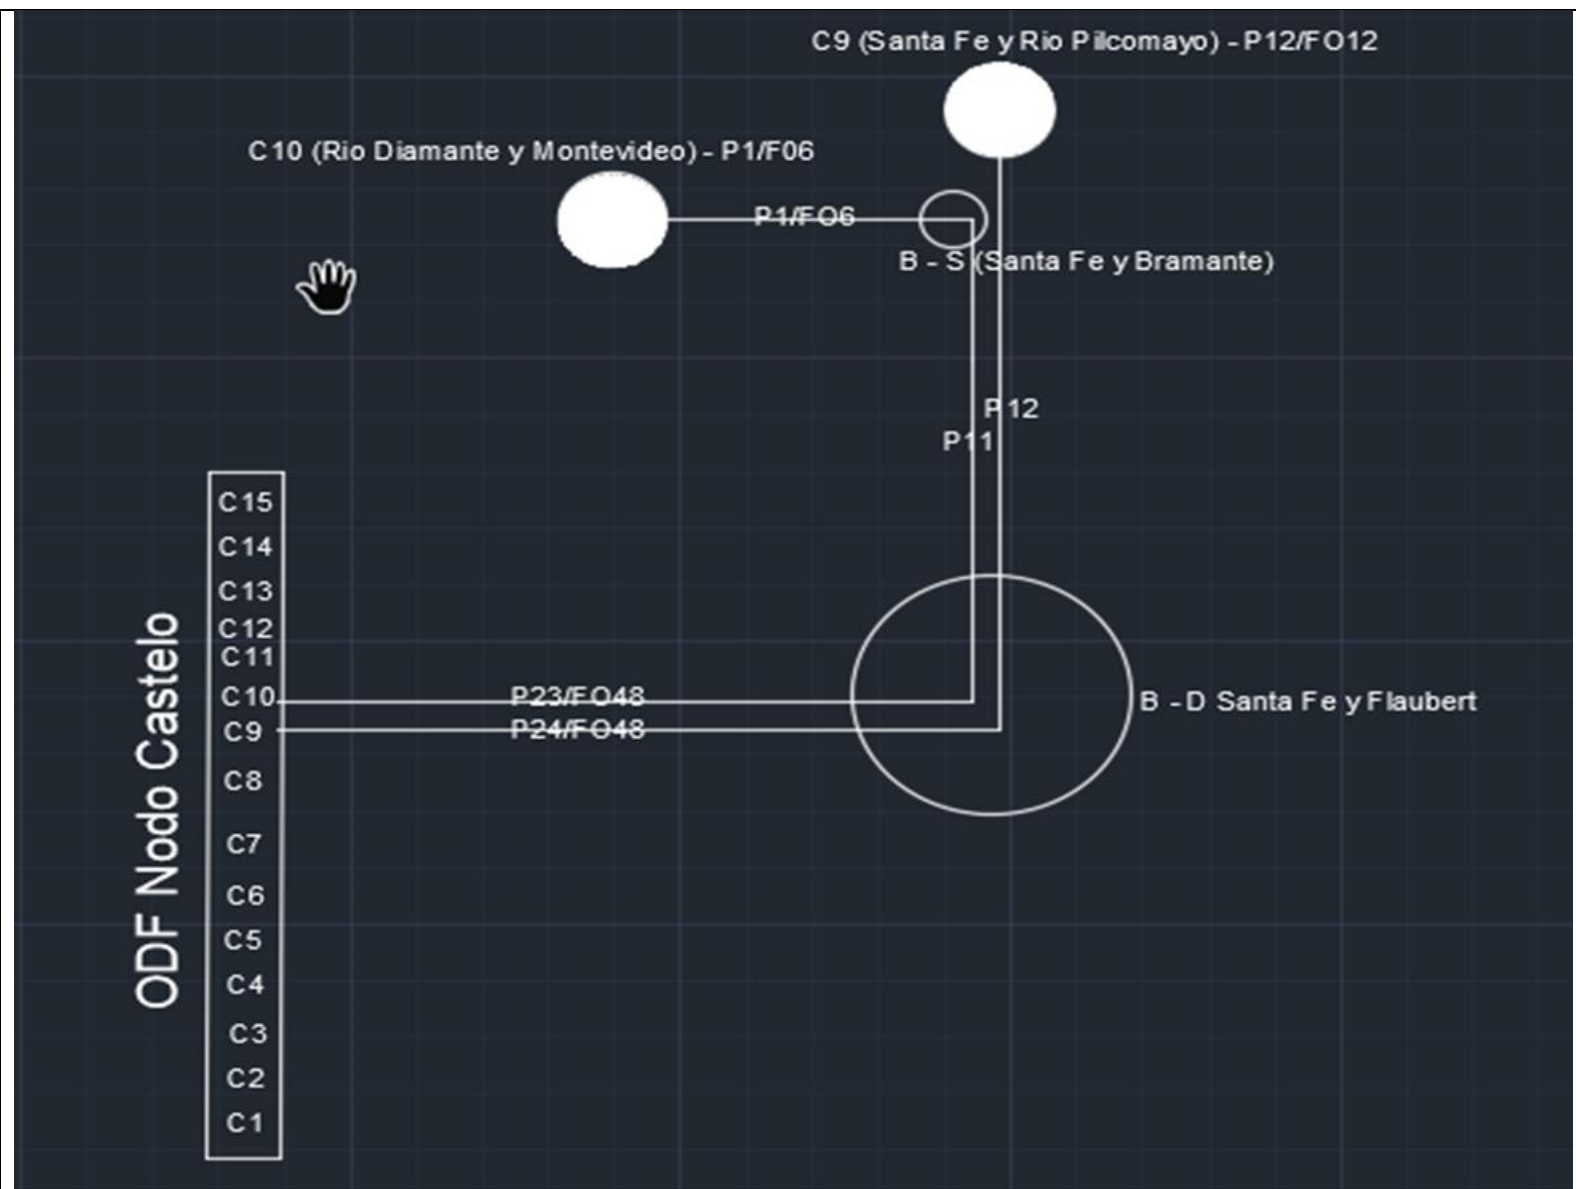 C9 (Santa Fe y Rio Pilcomayo) - P12/FO12
C10 (Rio Diamante y Montevideo) - P1/F06
P1/FO6
B - S (Santa Fe y Bramante)
P12
P11
C15
C14
C13
C12
C11
C10
C9
C8
C7
C6
C5
C4
C3
C2
C1
ODF Nodo Castelo
P23/FO48
P24/FO48
B - D Santa Fe y Flaubert